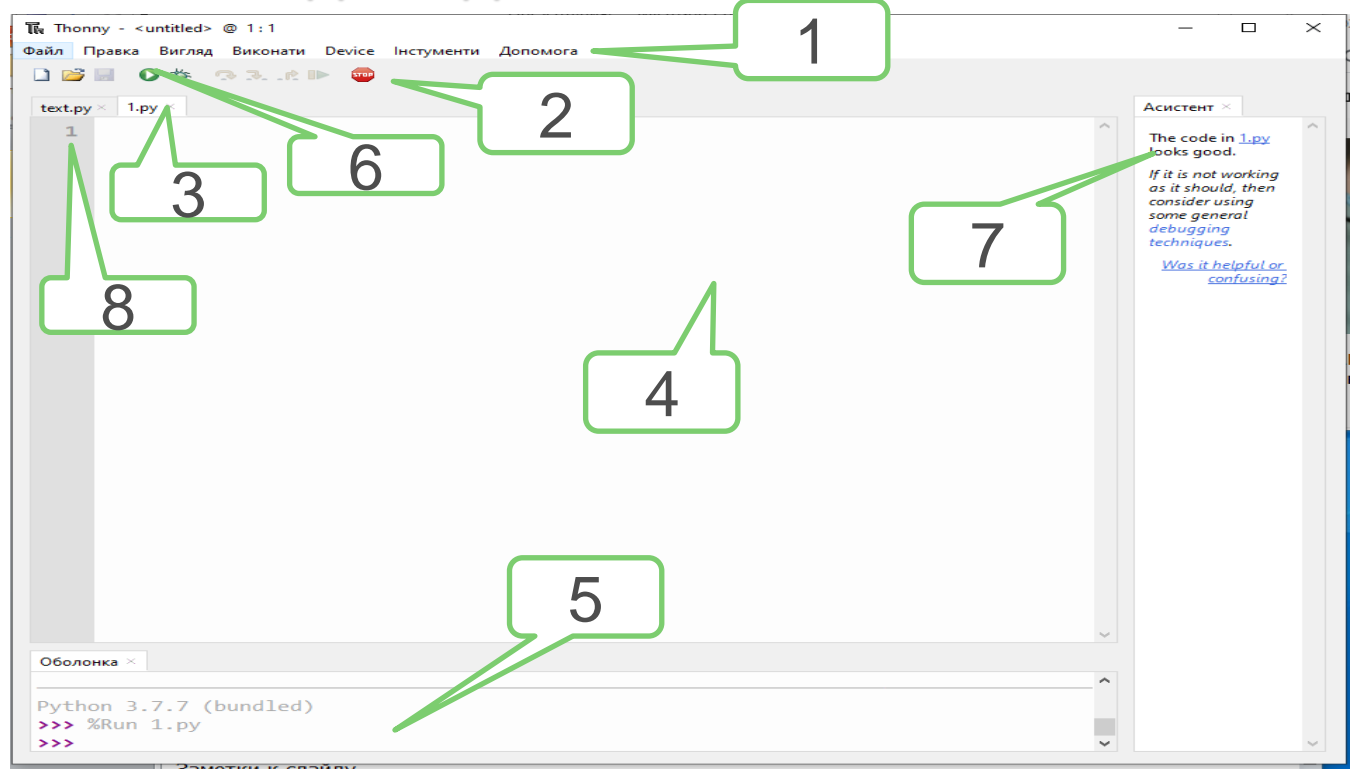 Thonny - <untitled> @ 1:1
Файл Правка Вигляд Виконати Device Інстументи Допомога
1
STOP
2
text.py × 1.py ×
1
3
6
8
4
5
7
Асистент ×
The code in 1.py
looks good.
If it is not working
as it should, then
consider using
some general
debugging
techniques.
Was it helpful or
confusing?
Оболонка ×
Python 3.7.7 (bundled)
>>> %Run 1.py
>>>
Заметки к слайду